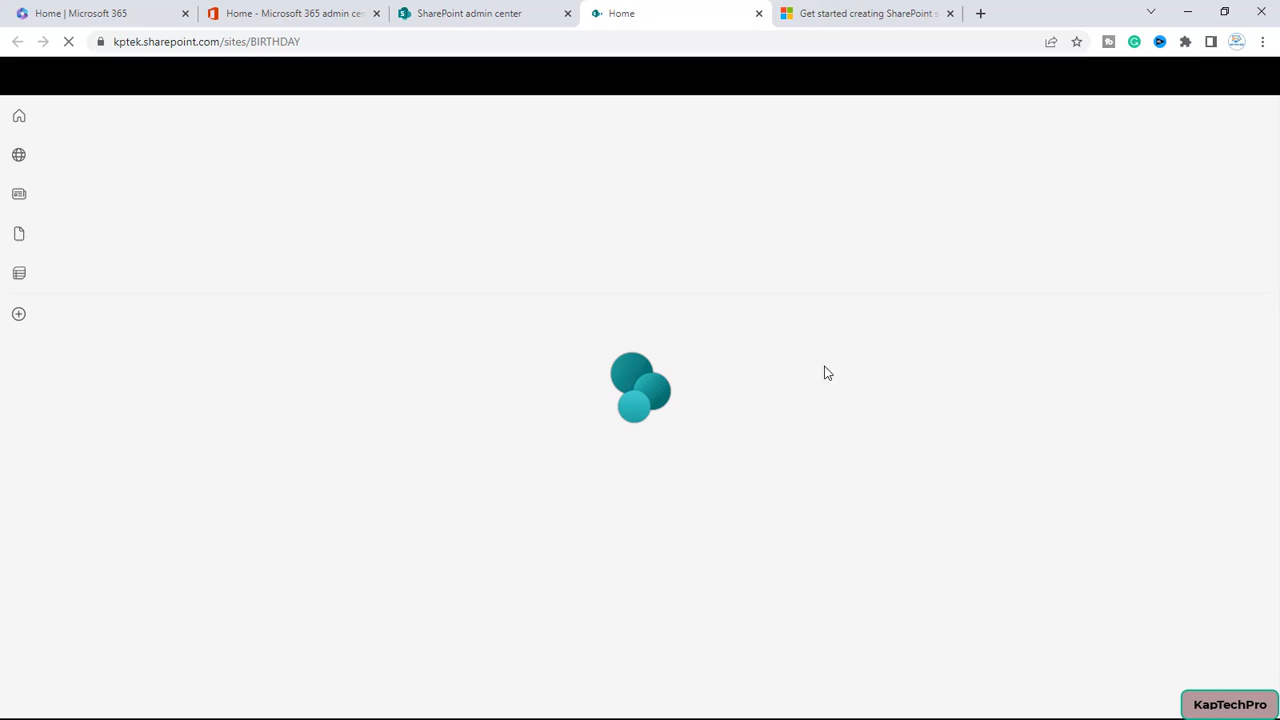 Home | Microsoft 365
Home - Microsoft 365 admin cen
SharePoint admin center
Home
Get started creating SharePoint s
kptek.sharepoint.com/sites/BIRTHDAY
KapTechPro